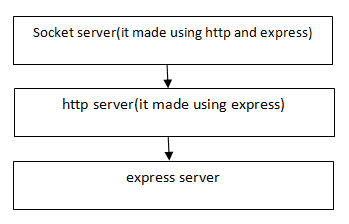 Socket server(it made using http and express)
http server(it made using express)
express server